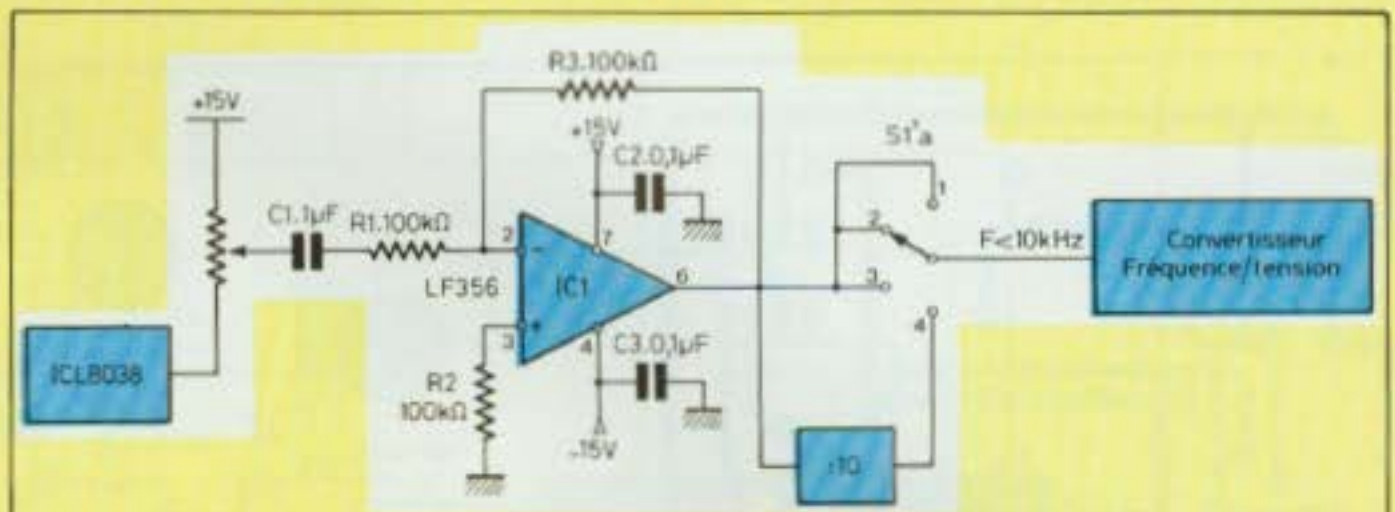 R3.100kΩ
+15V
+15V
S1'a
C2.0,1µF
1
C1.1µF
R1.100kΩ
2
7
2
F<10kHz
Convertisseur
Fréquence/tension
LF356
IC1
6
3
3
4
4
C3.0,1µF
ICL8038
R2
100kΩ
-15V
:10